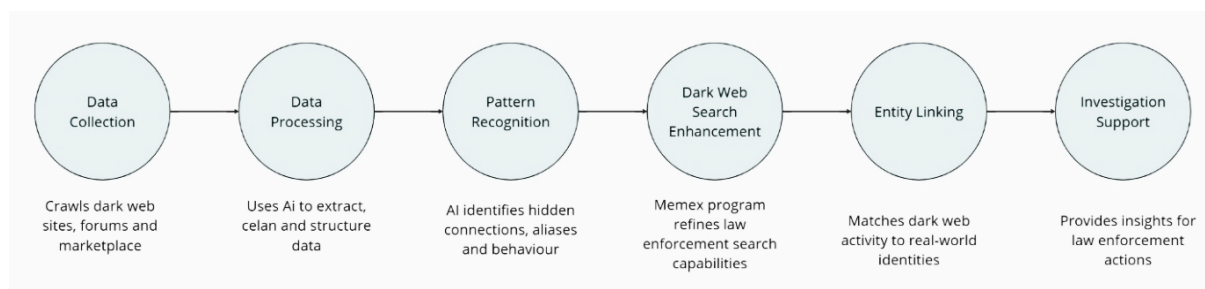 Data
Collection
Data
Processing
Pattern
Recognition
Dark Web
Search
Enhancement
Entity Linking
Investigation
Support
Crawls dark web
sites, forums and
marketplace
Uses Ai to extract,
celan and structure
data
AI identifies hidden
connections, aliases
and behaviour
Memex program
refines law
enforcement search
capabilities
Matches dark web
activity to real-world
identities
Provides insights for
law enforcement
actions